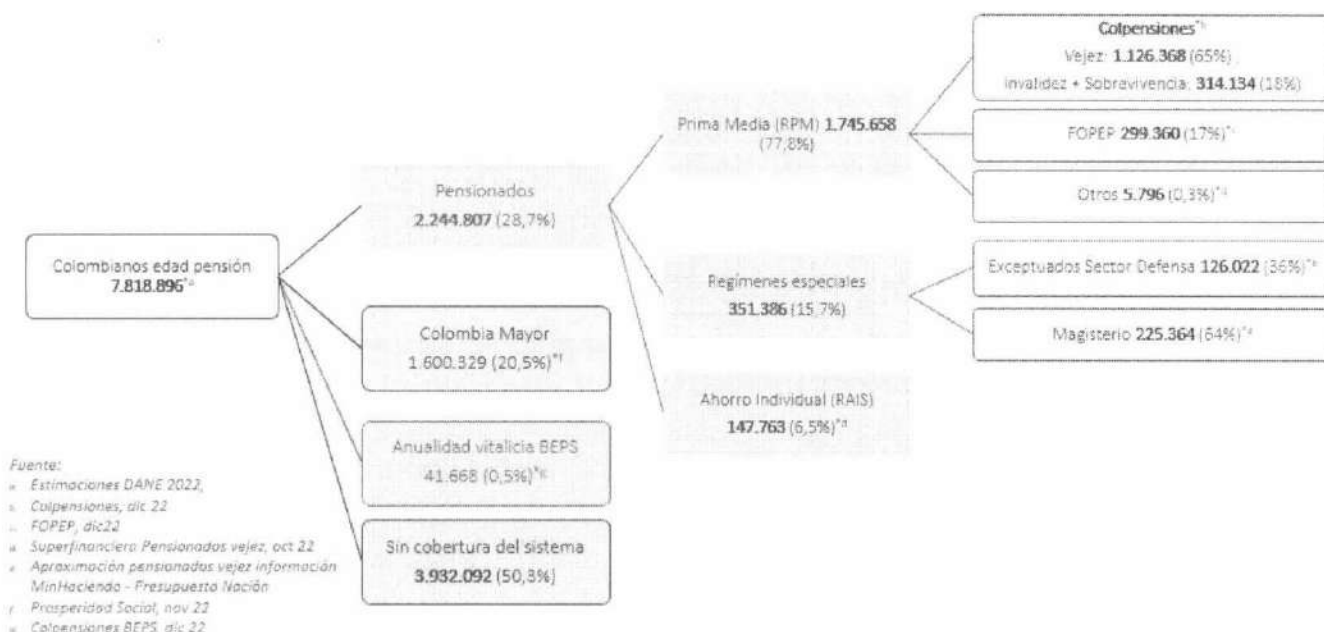 Colombianos edad pensión
7.818.896*a
Pensionados
2.244.807 (28,7%)
Colombia Mayor
1.600.329 (20,5%)*f
Anualidad vitalicia BEPS
41.668 (0,5%)*g
Sin cobertura del sistema
3.932.092 (50,3%)
Prima Media (RPM) 1.745.658
(77,8%)
Regímenes especiales
351.386 (15,7%)
Ahorro Individual (RAIS)
147.763 (6,5%)*d
Colpensiones*b
Vejez: 1.126.368 (65%)
Invalidez + Sobrevivencia: 314.134 (18%)
FOPEP 299.360 (17%)*c
Otros 5.796 (0,3%)*d
Exceptuados Sector Defensa 126.022 (36%)*e
Magisterio 225.364 (64%)*e
Fuente:
a Estimaciones DANE 2022,
b. Colpensiones, dic 22
c. FOPEP, dic22
d Superfinanciera Pensionados vejez, oct 22
e Aproximación pensionados vejez información
MinHacienda - Presupuesto Nación
f Prosperidad Social, nov 22
g Colpensiones BEPS, dic 22